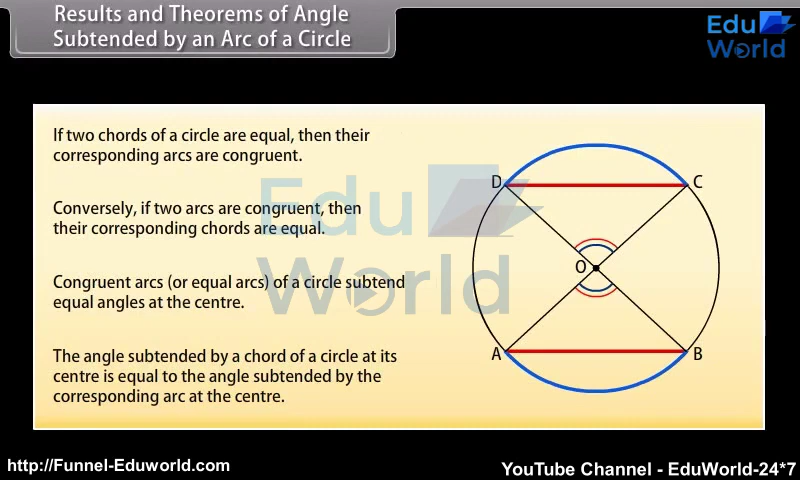 Results and Theorems of Angle
Subtended by an Arc of a Circle
Edu
World
If two chords of a circle are equal, then their
corresponding arcs are congruent.
Conversely, if two arcs are congruent, then
their corresponding chords are equal.
Congruent arcs (or equal arcs) of a circle subtend
equal angles at the centre.
The angle subtended by a chord of a circle at its
centre is equal to the angle subtended by the
corresponding arc at the centre.
Edu
World
D
C
O
A
B
http://Funnel-Eduworld.com
YouTube Channel - EduWorld-24*7